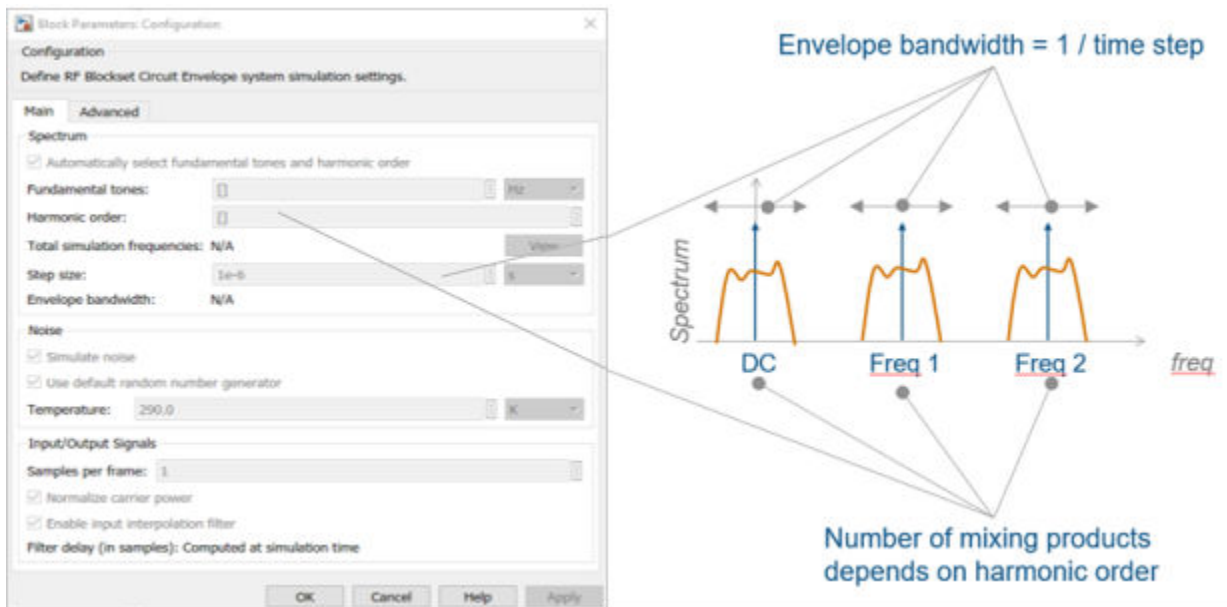 Block Parameters: Configuration
Configuration
Define RF Blockset Circuit Envelope system simulation settings.
Main Advanced
Spectrum
Automatically select fundamental tones and harmonic order
Fundamental tones: [] Hz
Harmonic order: []
Total simulation frequencies: N/A View
Step size: 1e-6 s
Envelope bandwidth: N/A
Noise
Simulate noise
Use default random number generator
Temperature: 290.0 K
Input/Output Signals
Samples per frame: 1
Normalize carrier power
Enable input interpolation filter
Filter delay (in samples): Computed at simulation time
OK Cancel Help Apply
Envelope bandwidth = 1 / time step
Spectrum
DC Freq 1 Freq 2 freq
Number of mixing products
depends on harmonic order